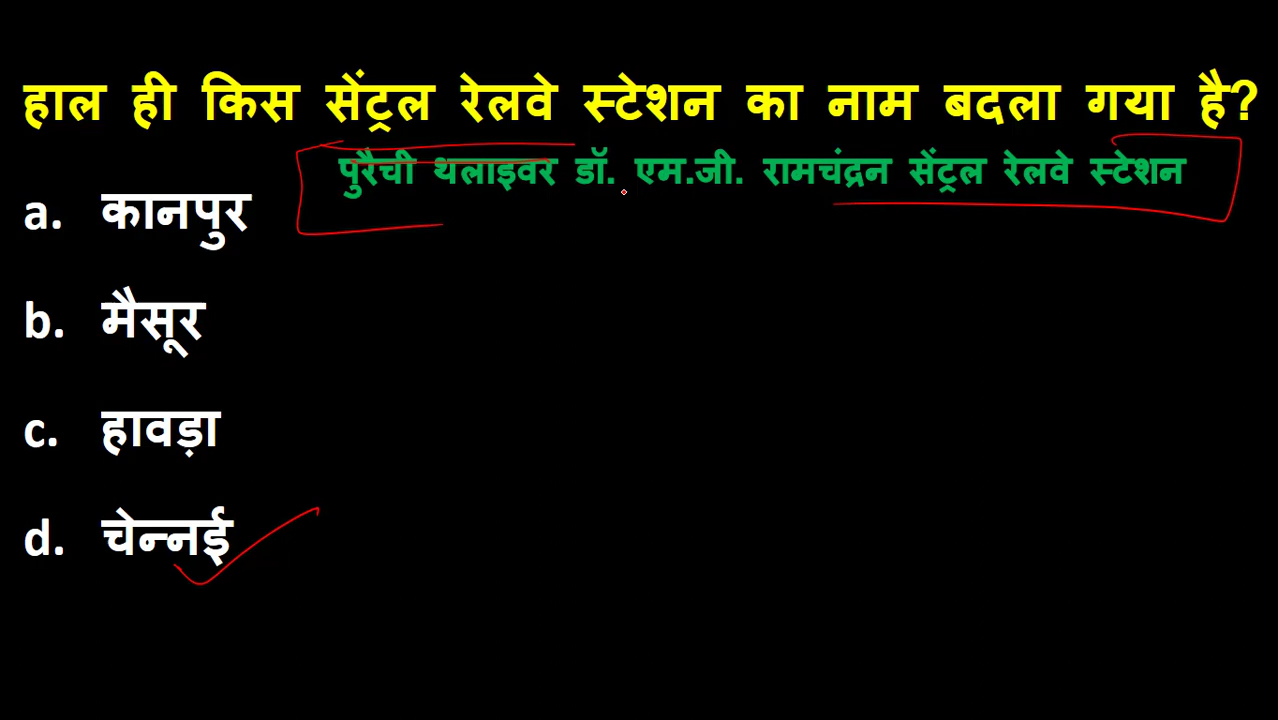 हाल ही किस सेंट्रल रेलवे स्टेशन का नाम बदला गया है?
पुरैची थलाइवर डॉ. एम.जी. रामचंद्रन सेंट्रल रेलवे स्टेशन
a. कानपुर
b. मैसूर
c. हावड़ा
d. चेन्नई